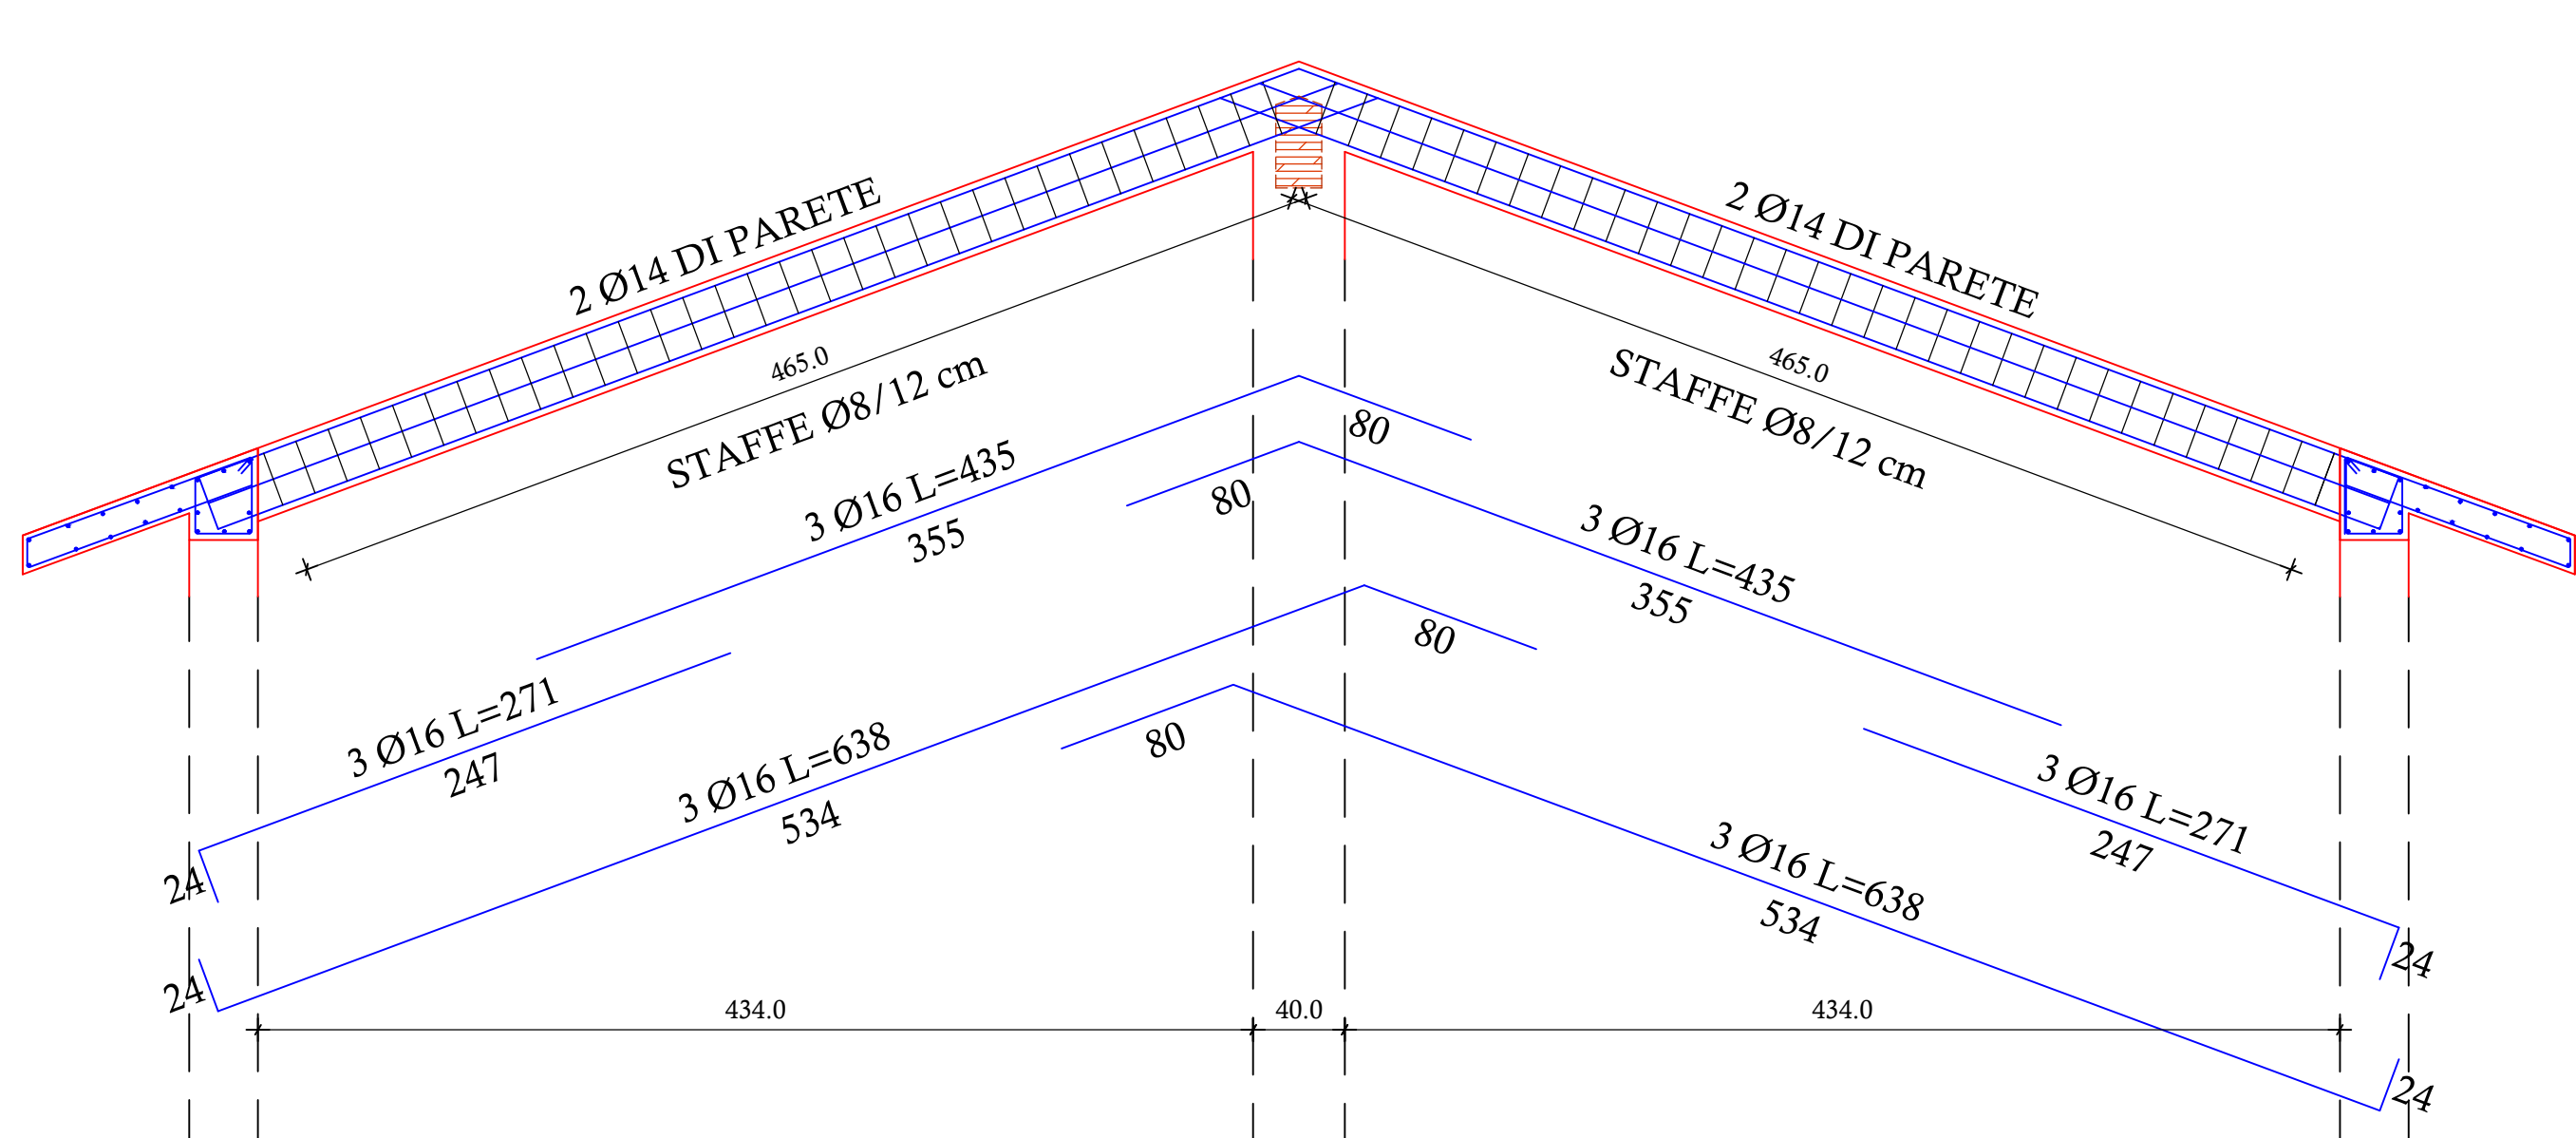 2 Ø14 DI PARETE
2 Ø14 DI PARETE
465.0
465.0
STAFFE Ø8/12 cm
STAFFE Ø8/12 cm
80
3 Ø16 L=435
355
80
3 Ø16 L=435
355
80
3 Ø16 L=271
247
24
3 Ø16 L=638
534
24
80
3 Ø16 L=271
247
24
3 Ø16 L=638
534
24
434.0
40.0
434.0